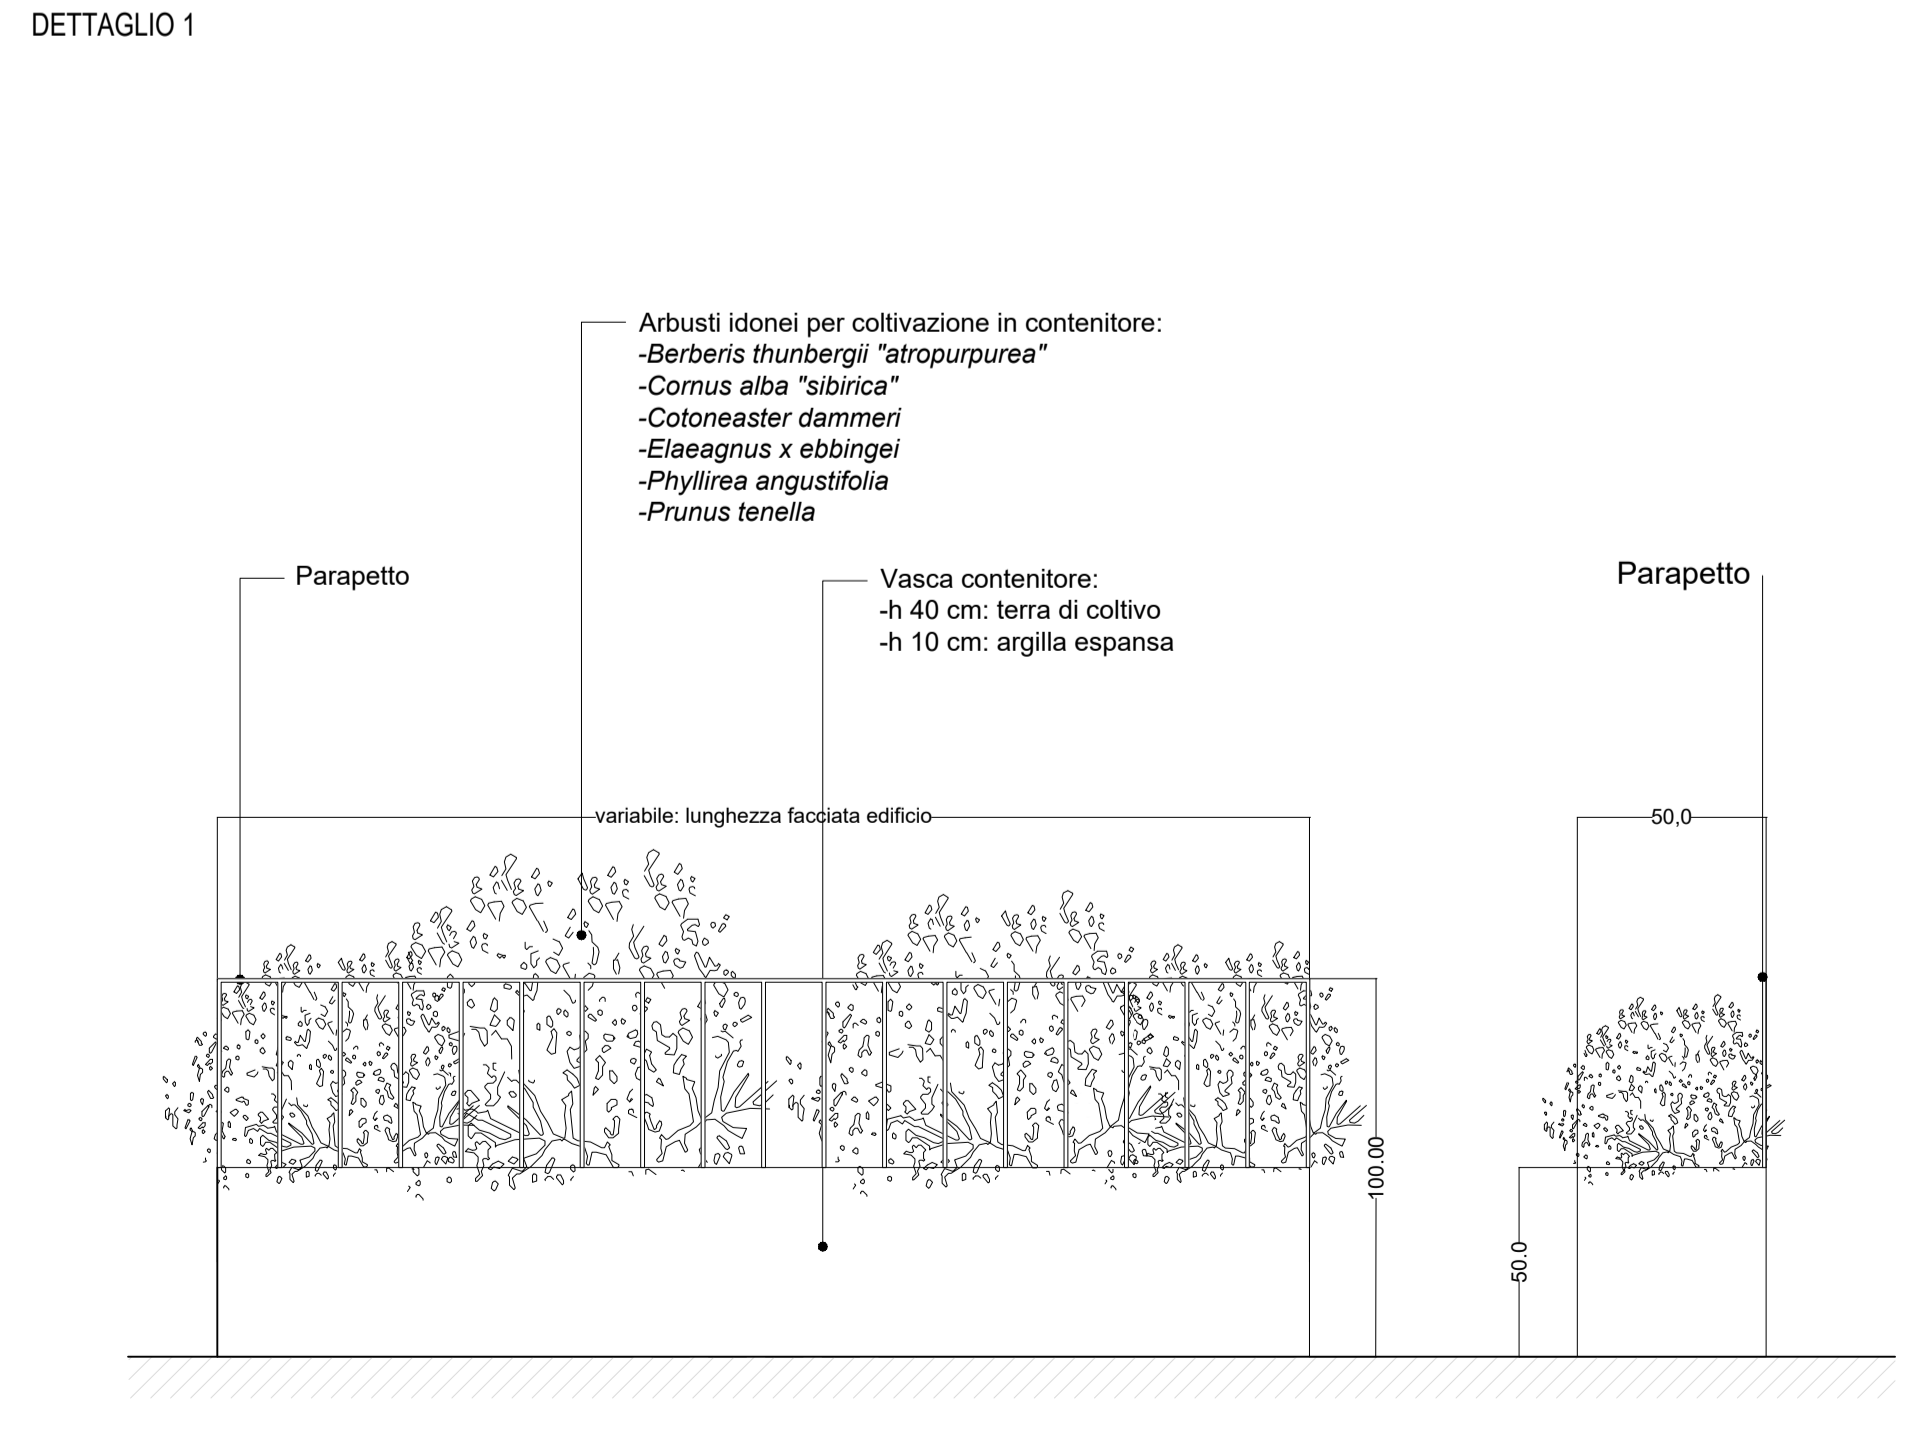 DETTAGLIO 1
Arbusti idonei per coltivazione in contenitore:
-Berberis thunbergii "atropurpurea"
-Cornus alba "sibirica"
-Cotoneaster dammeri
-Elaeagnus x ebbingei
-Phyllirea angustifolia
-Prunus tenella
Parapetto
Vasca contenitore:
-h 40 cm: terra di coltivo
-h 10 cm: argilla espansa
Parapetto
variabile: lunghezza facciata edificio
50,0
100.00
50.0